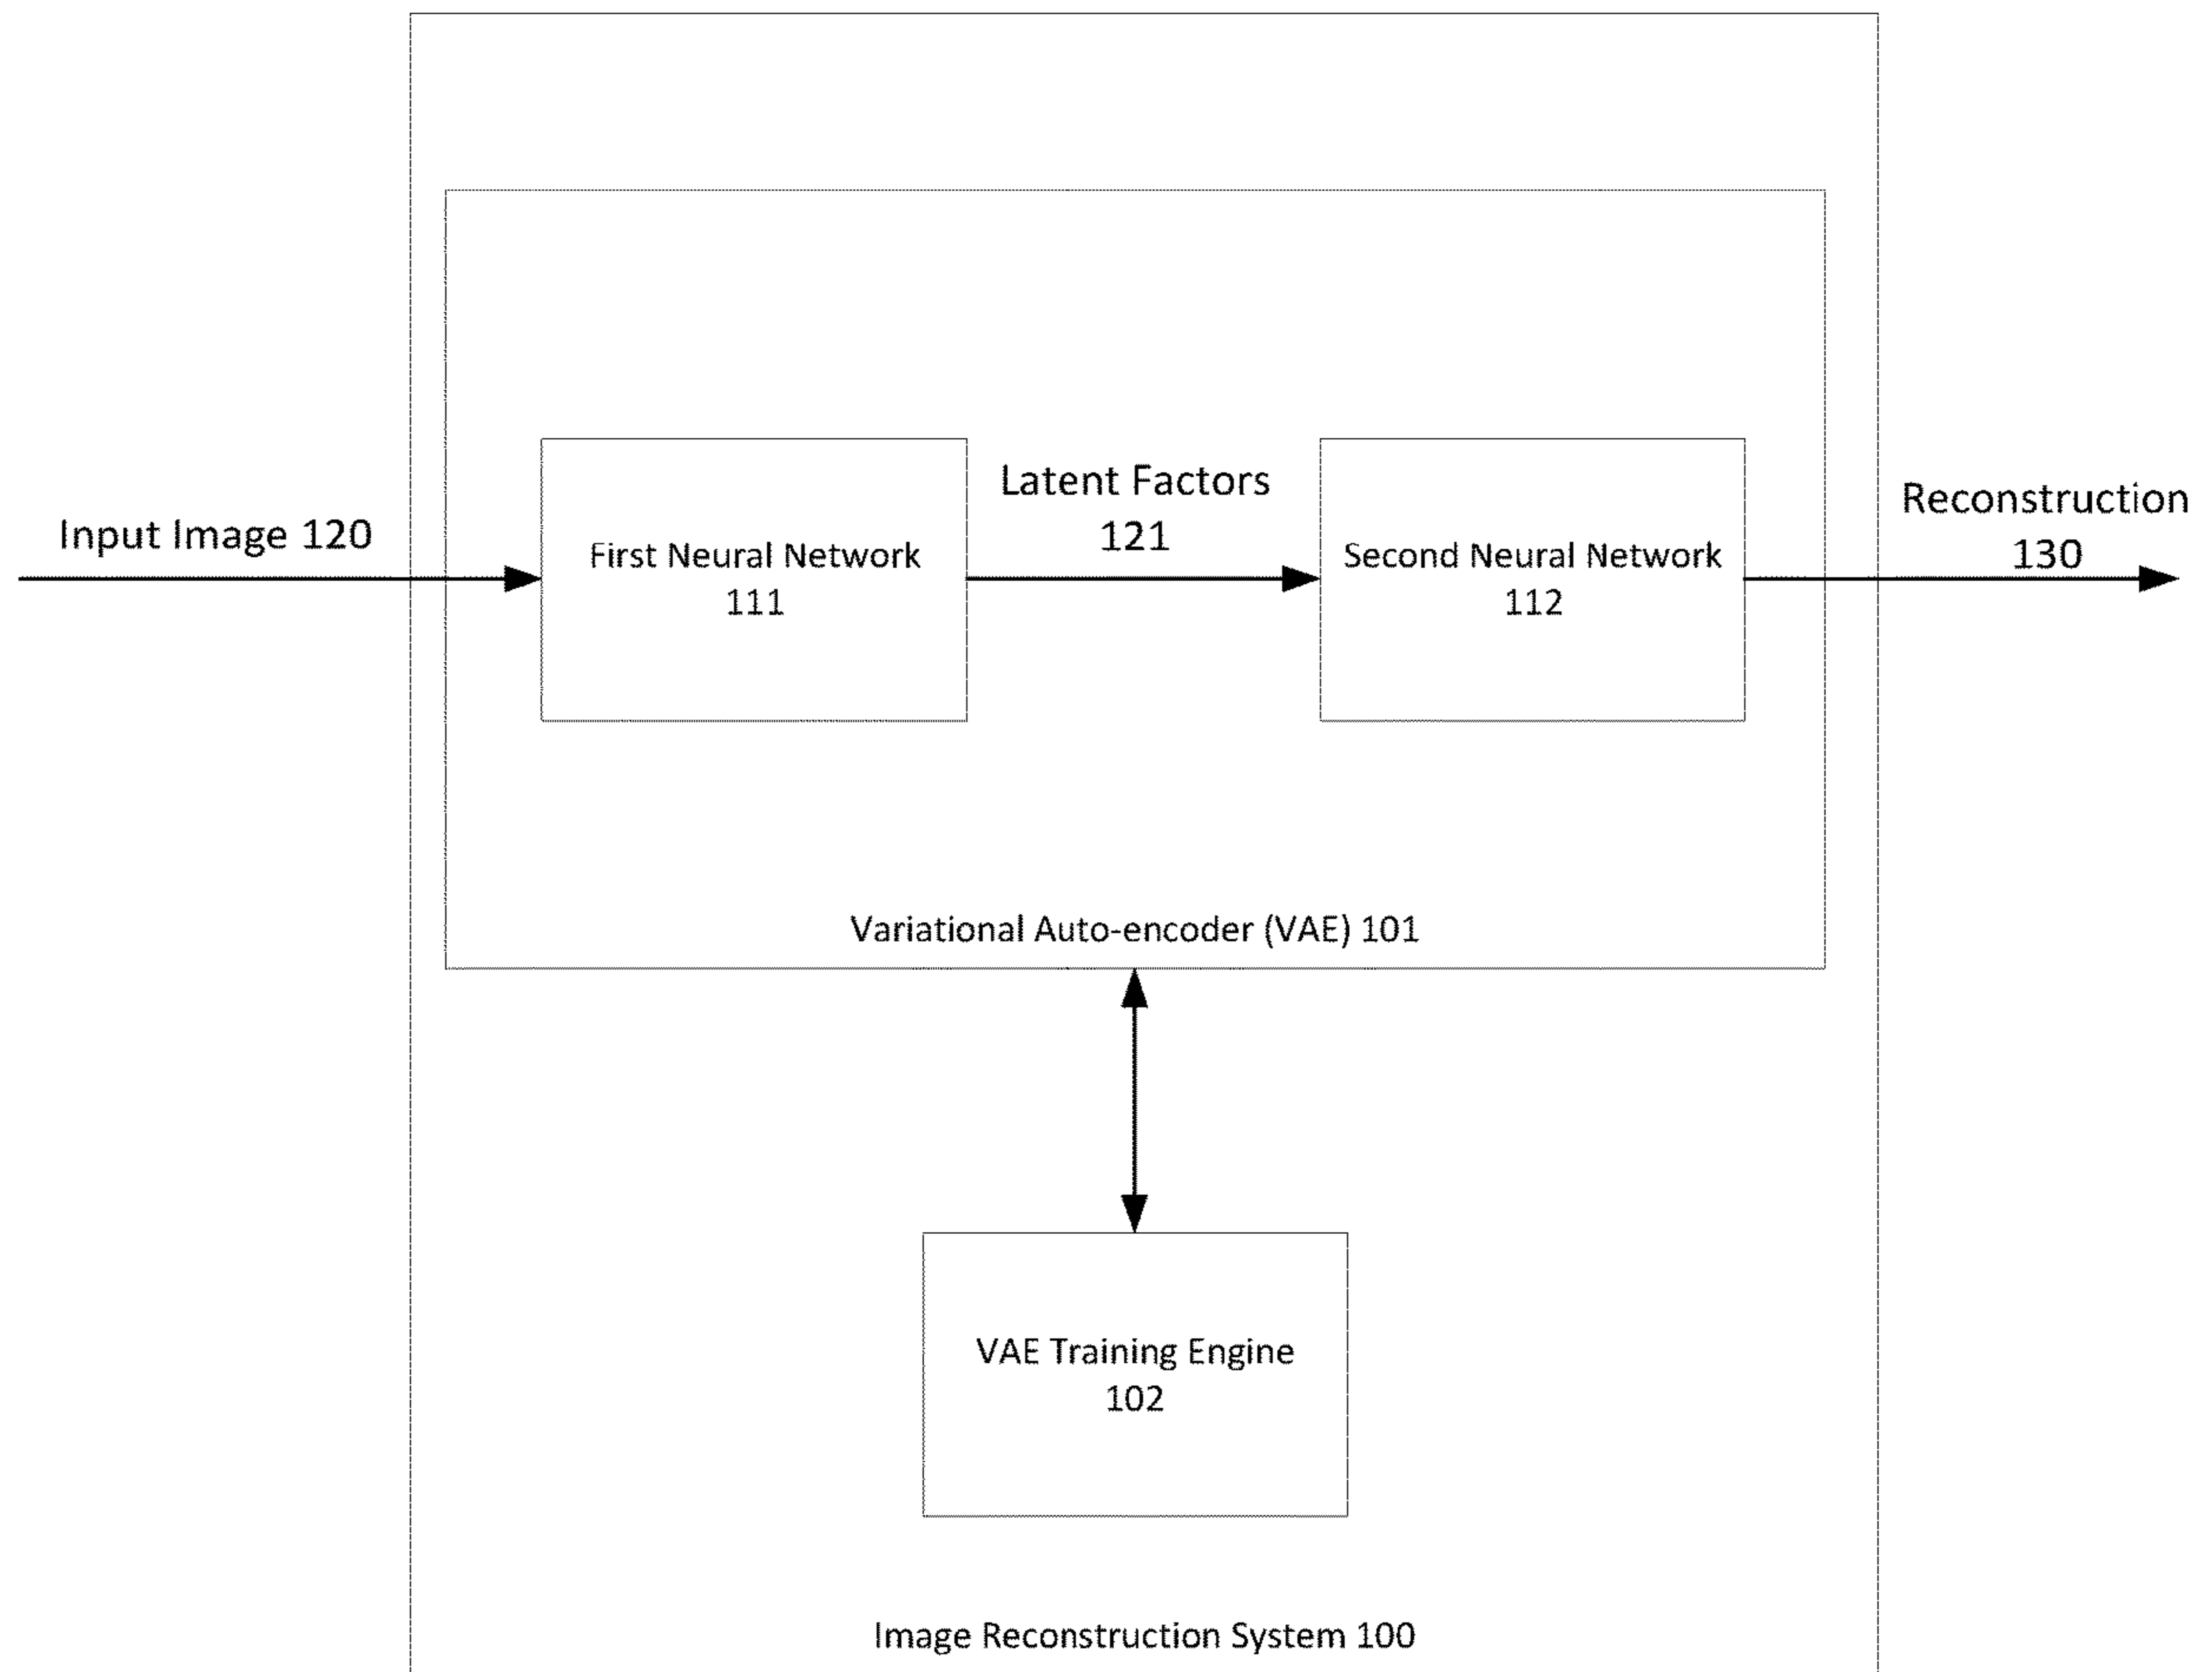 Input Image 120
First Neural Network
111
Latent Factors
121
Second Neural Network
112
Reconstruction
130
Variational Auto-encoder (VAE) 101
VAE Training Engine
102
Image Reconstruction System 100